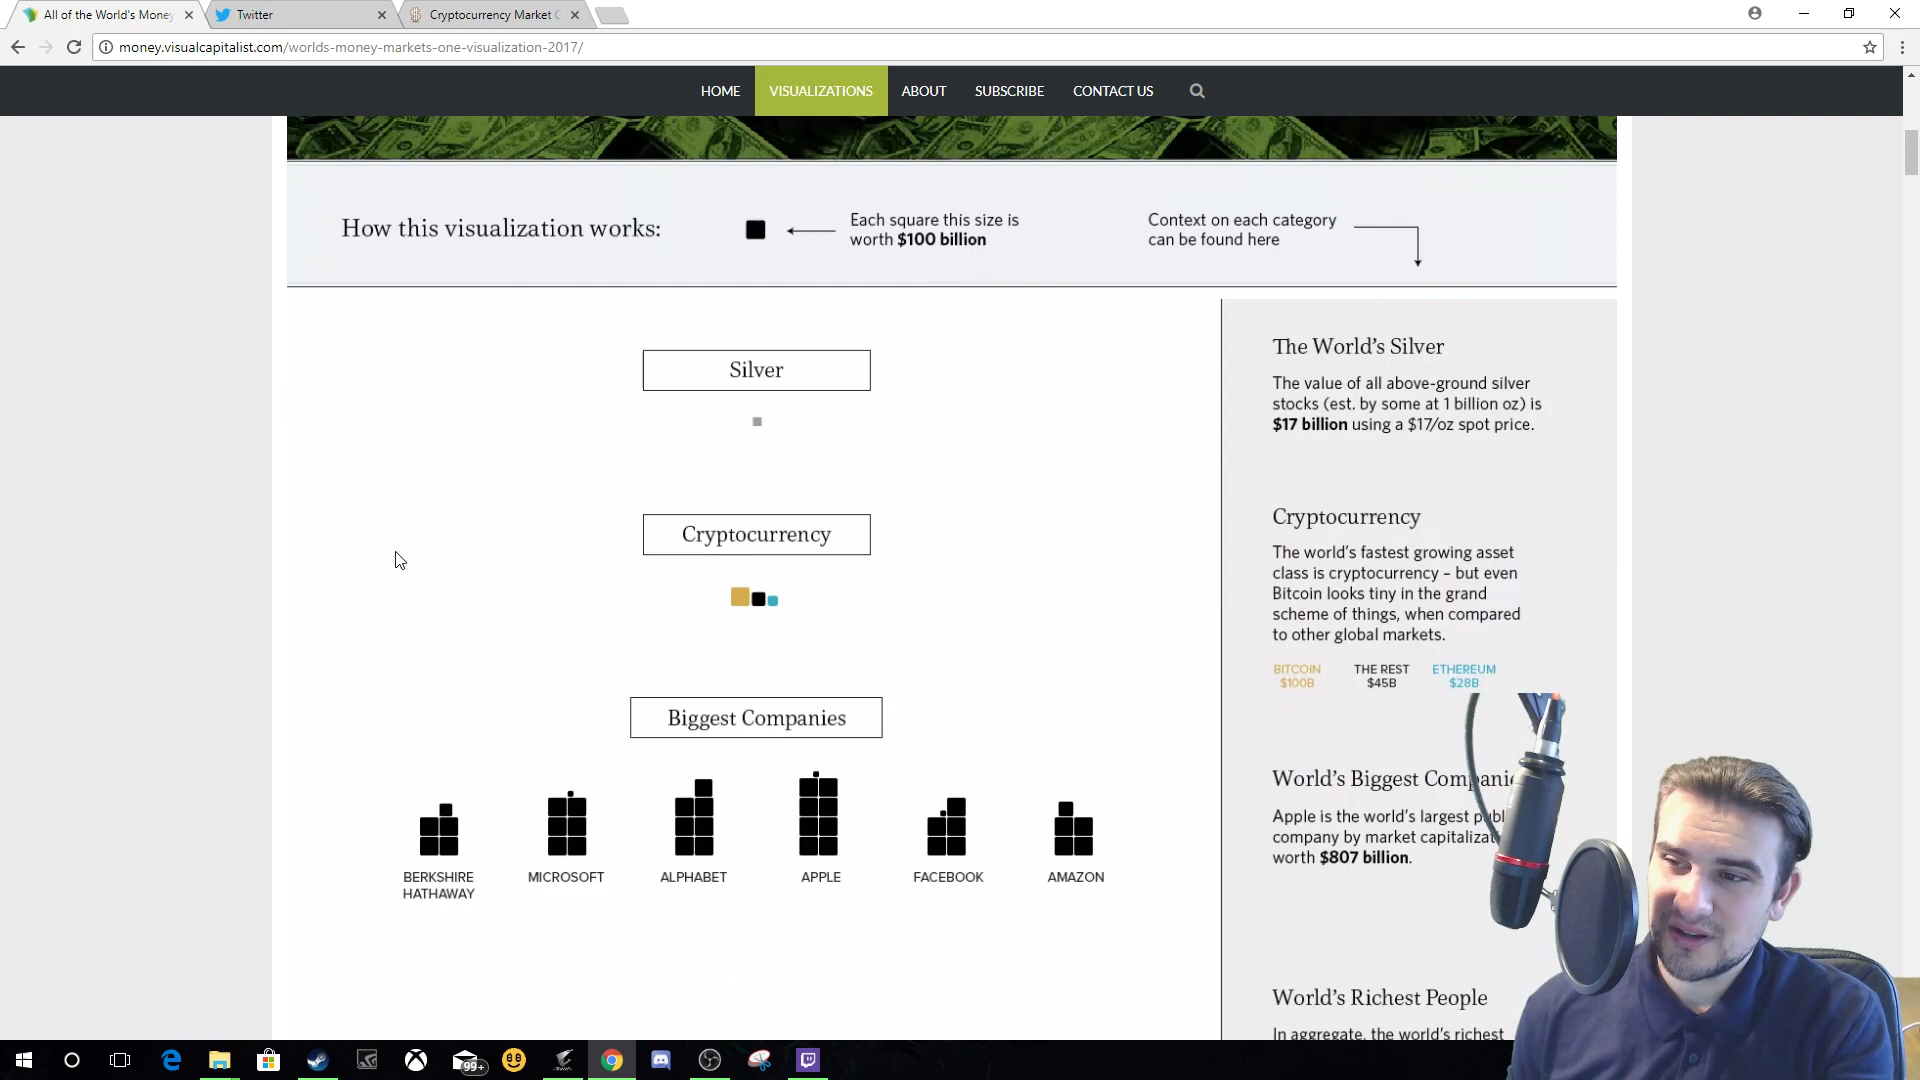 All of the World's Money
Twitter
Cryptocurrency Market C
money.visualcapitalist.com/worlds-money-markets-one-visualization-2017/
HOME
VISUALIZATIONS
ABOUT
SUBSCRIBE
CONTACT US
How this visualization works:
Each square this size is
worth $100 billion
Context on each category
can be found here
Silver
The World's Silver
The value of all above-ground silver
stocks (est. by some at 1 billion oz) is
$17 billion using a $17/oz spot price.
Cryptocurrency
Cryptocurrency
The world's fastest growing asset
class is cryptocurrency – but even
Bitcoin looks tiny in the grand
scheme of things, when compared
to other global markets.
BITCOIN
$100B
THE REST
$45B
ETHEREUM
$28B
Biggest Companies
BERKSHIRE
HATHAWAY
MICROSOFT
ALPHABET
APPLE
FACEBOOK
AMAZON
World's Biggest Companie
Apple is the world's largest publ
company by market capitalizat
worth $807 billion.
World's Richest People
In aggregate, the world's richest
99+